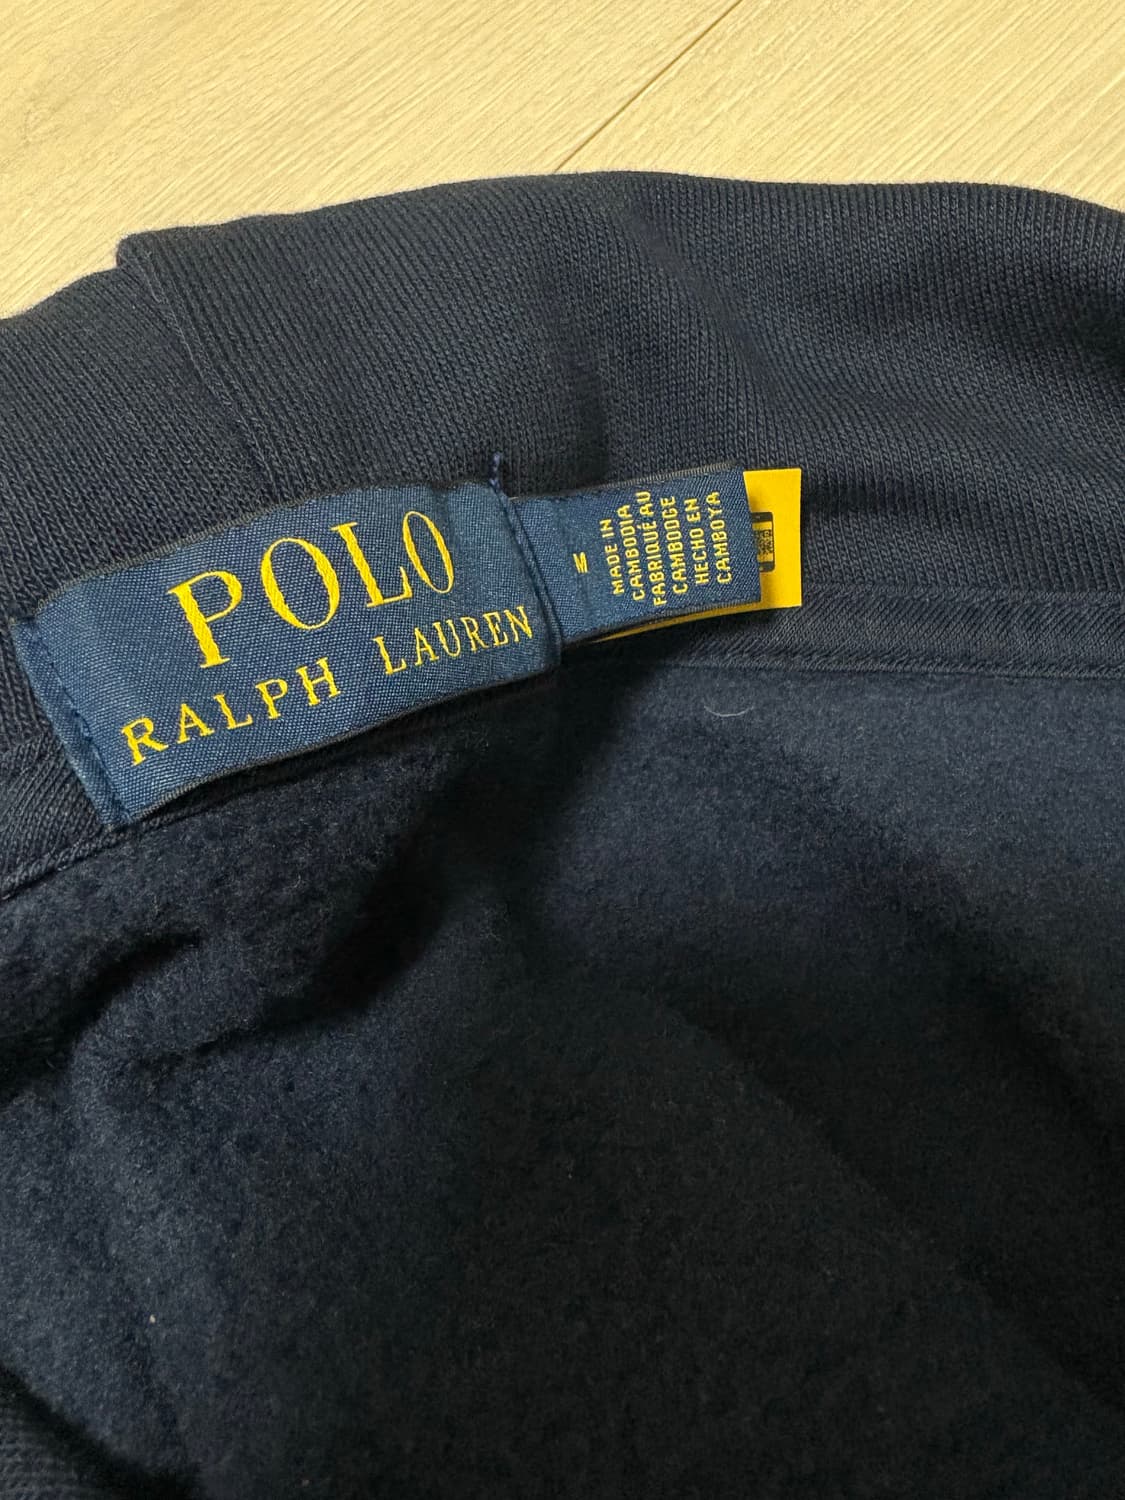 POLO
RALPH LAUREN
M
MADE IN
CAMBODIA
FABRIQUÉ AU
CAMBODGE
HECHO EN
CAMBOYA